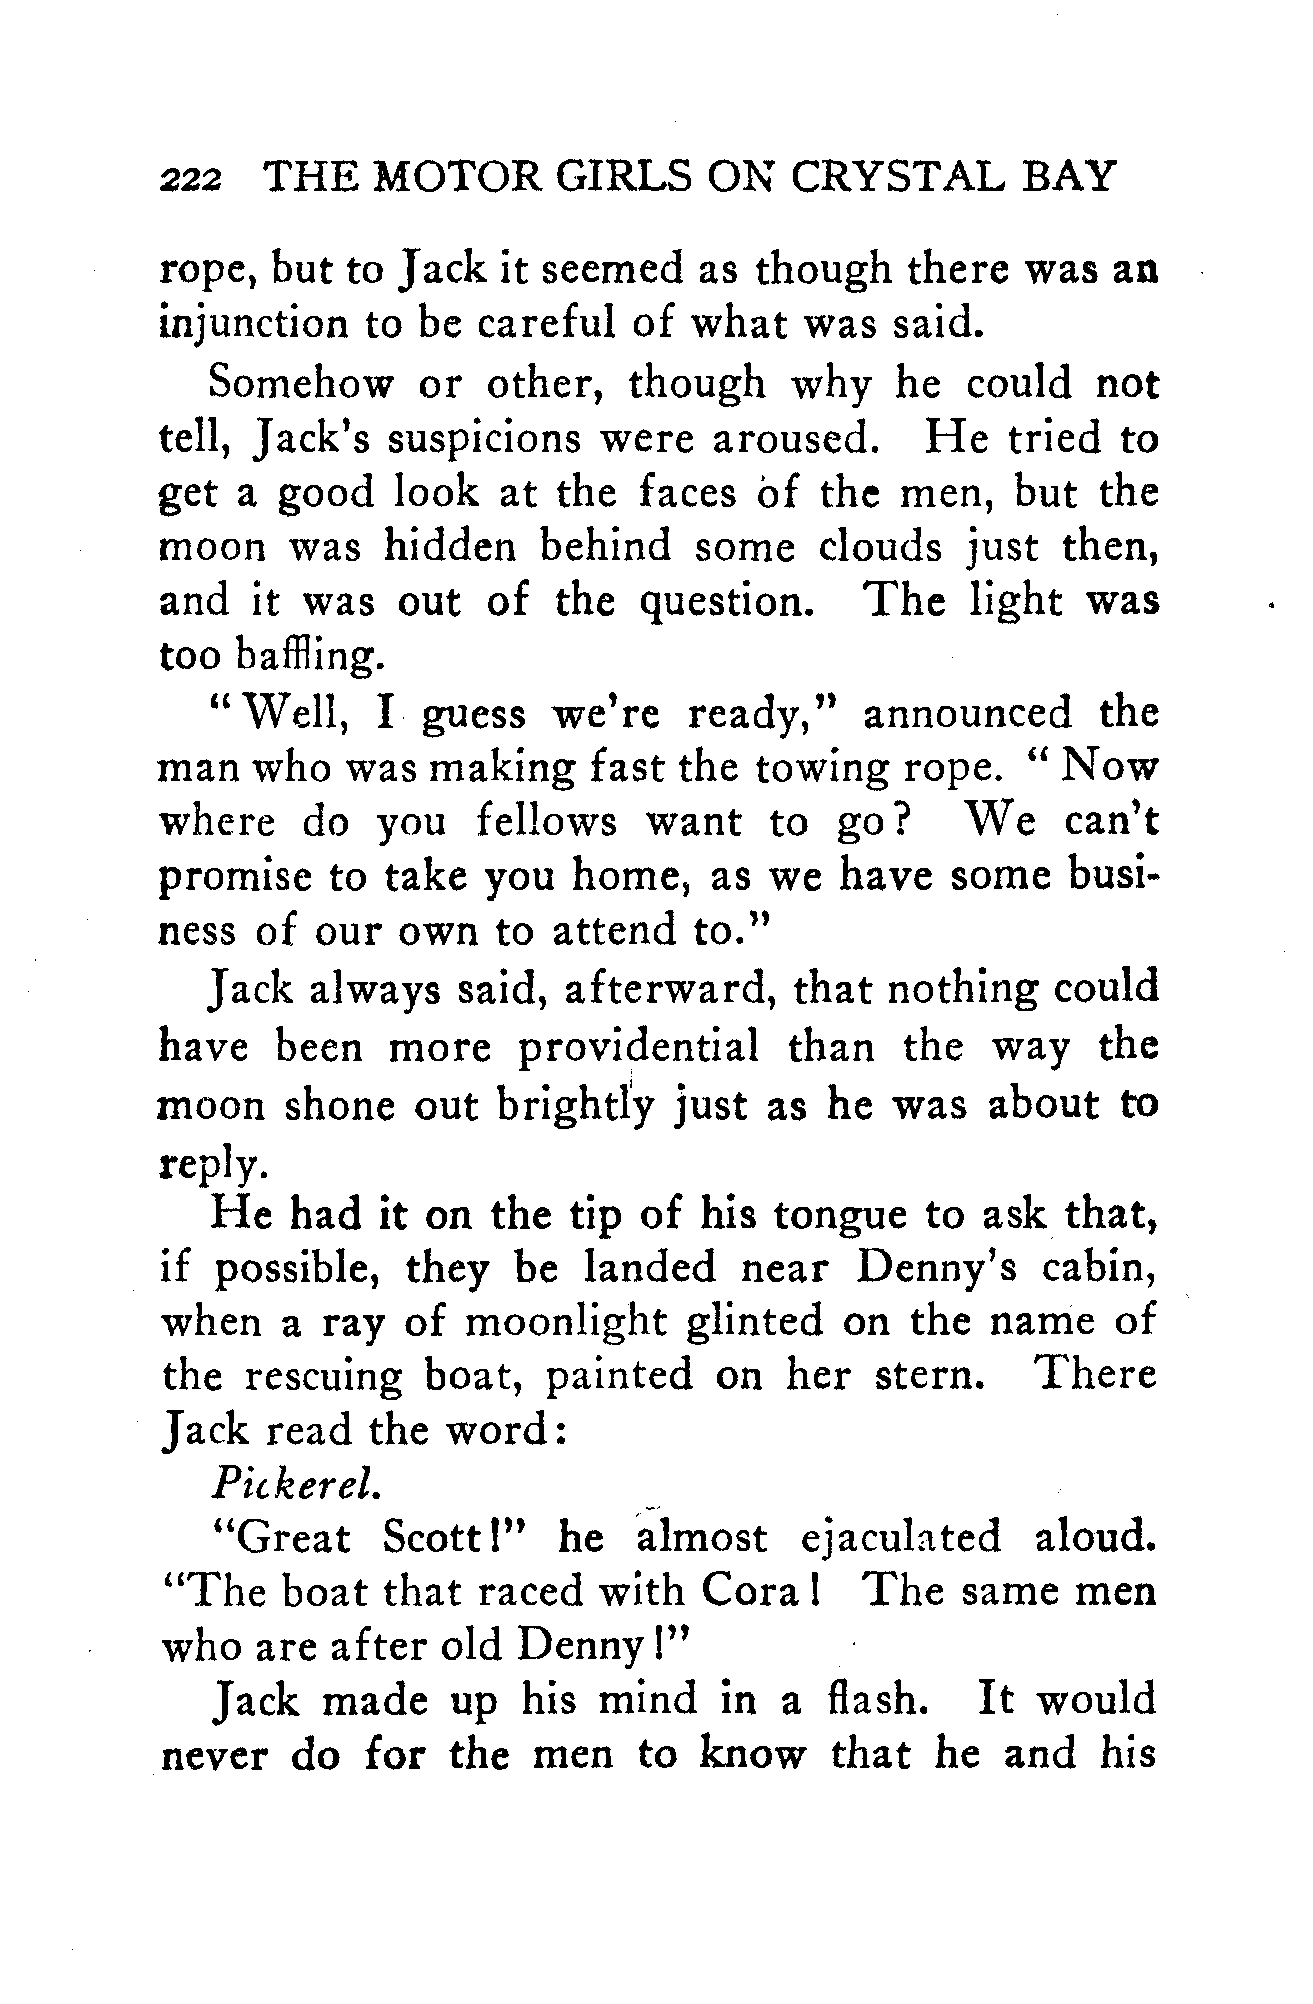 222 THE MOTOR GIRLS ON CRYSTAL BAY
rope, but to Jack it seemed as though there was an
injunction to be careful of what was said.
Somehow or other, though why he could not
tell, Jack's suspicions were aroused. He tried to
get a good look at the faces of the men, but the
moon was hidden behind some clouds just then,
and it was out of the question. The light was
too baffling.
"Well, I guess we're ready," announced the
man who was making fast the towing rope. "Now
where do you fellows want to go? We can't
promise to take you home, as we have some busi-
ness of our own to attend to."
Jack always said, afterward, that nothing could
have been more providential than the way the
moon shone out brightly just as he was about to
reply.
He had it on the tip of his tongue to ask that,
if possible, they be landed near Denny's cabin,
when a ray of moonlight glinted on the name of
the rescuing boat, painted on her stern. There
Jack read the word:
Pickerel.
"Great Scott!" he almost ejaculated aloud.
"The boat that raced with Cora! The same men
who are after old Denny!"
Jack made up his mind in a flash. It would
never do for the men to know that he and his